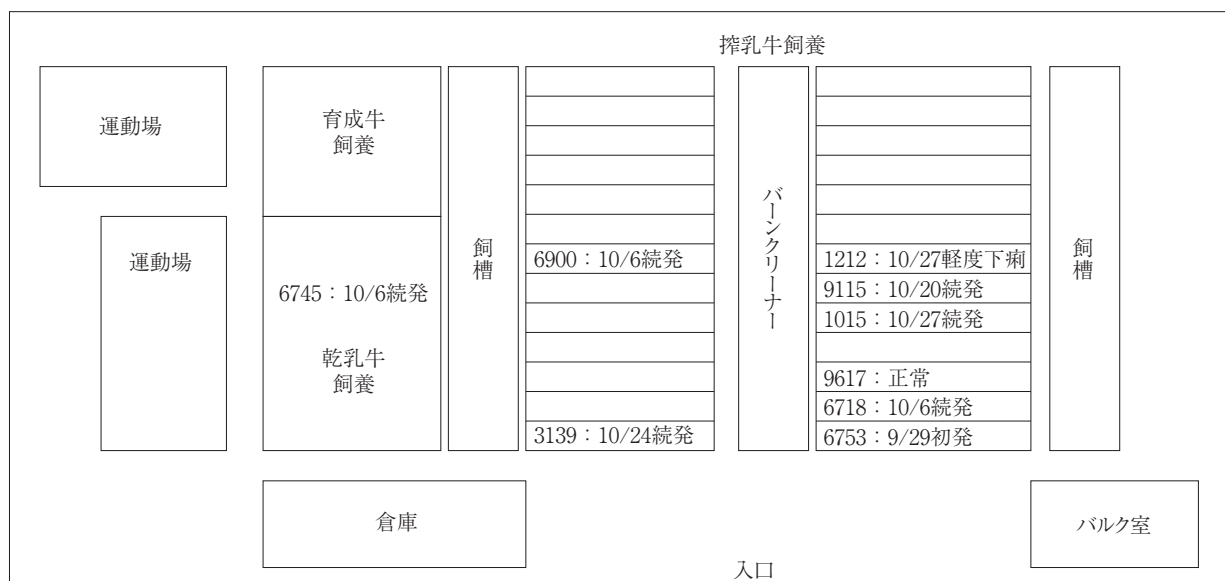 搾乳牛飼養
運動場
育成牛
飼養
運動場
6745：10/6続発
乾乳牛
飼養
飼槽
6900：10/6続発
3139：10/24続発
バーンクリーナー
1212：10/27軽度下痢
9115：10/20続発
1015：10/27続発
9617：正常
6718：10/6続発
6753：9/29初発
飼槽
倉庫
バルク室
入口